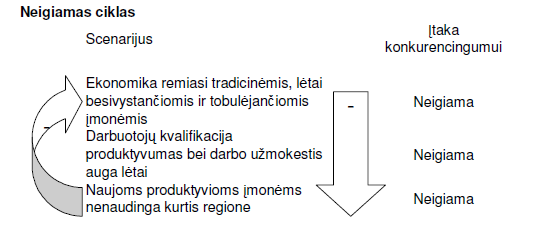 Neigiamas ciklas
Scenarijus
Įtaka
konkurencingumui
Ekonomika remiasi tradicinėmis, lėtai
besivystančiomis ir tobulėjančiomis
įmonėmis
-
Neigiama
-
Darbuotojų kvalifikacija
produktyvumas bei darbo užmokestis
auga lėtai
Neigiama
Naujoms produktyvioms įmonėms
nenaudinga kurtis regione
Neigiama